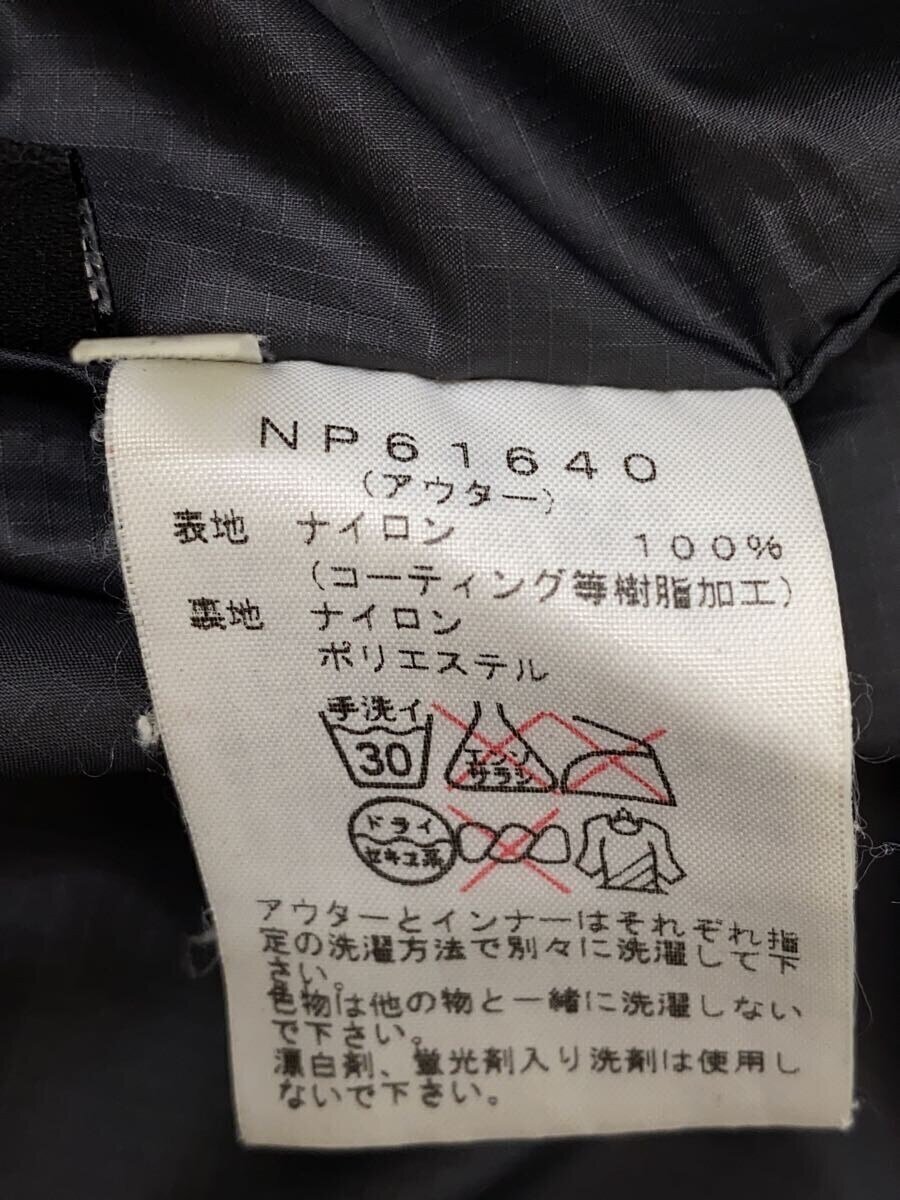 NP61640
(アウター)
表地 ナイロン 100%
(コーティング等樹脂加工)
裏地 ナイロン
ポリエステル
手洗イ
30
エンソ
サラシ
ドライ
セキユ系
アウターとインナーはそれぞれ指
定の洗濯方法で別々に洗濯して下
さい。
色物は他の物と一緒に洗濯しない
で下さい。
漂白剤、蛍光剤入り洗剤は使用し
ないで下さい。